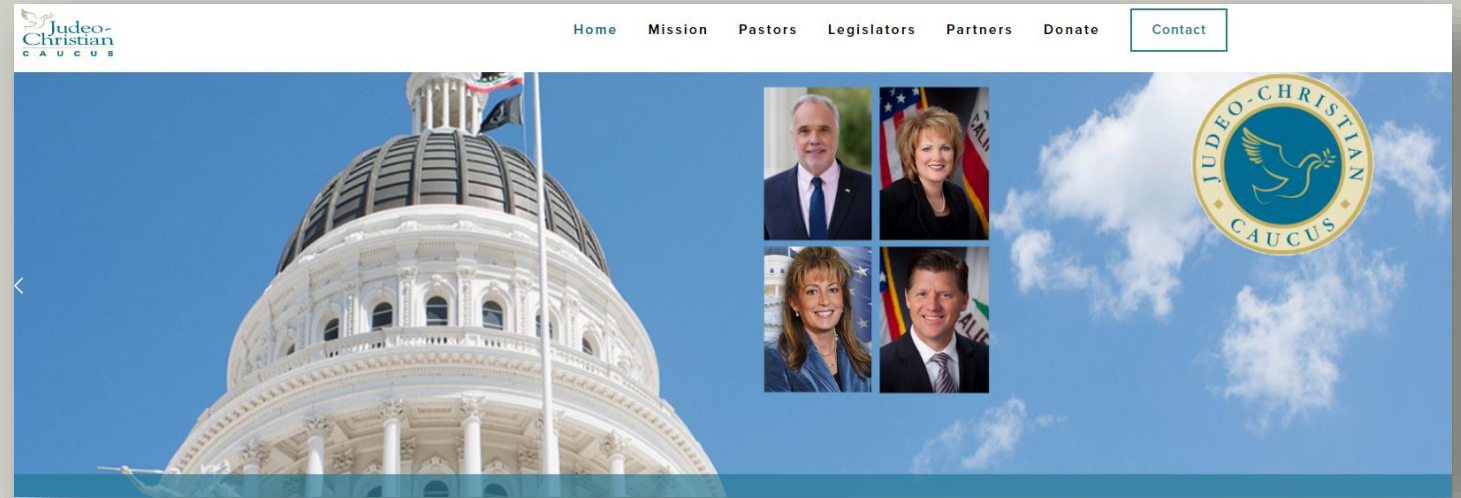 Judeo-
Christian
CAUCUS
Home Mission Pastors Legislators Partners Donate Contact
JUDEO-CHRISTIAN
CAUCUS